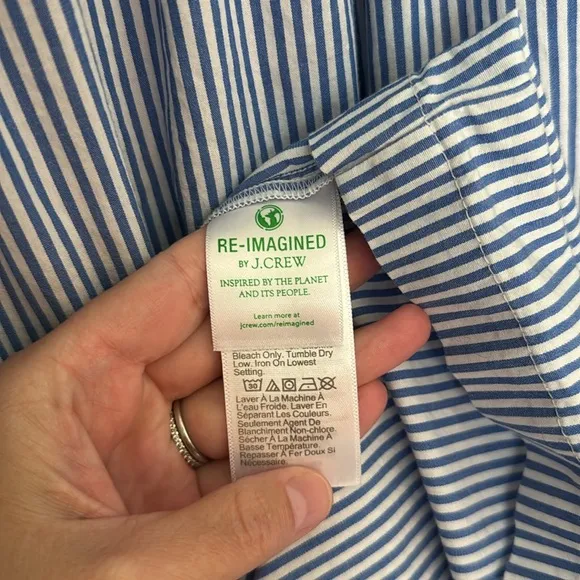 RE-IMAGINED
BY J.CREW
INSPIRED BY THE PLANET
AND ITS PEOPLE.
Learn more at
jcrew.com/reimagined
Bleach Only. Tumble Dry
Low. Iron On Lowest
Setting.
30
Laver À La Machine À
L'eau Froide. Laver En
Séparant Les Couleurs.
Seulement Agent De
Blanchiment Non-chlore.
Sécher À La Machine À
Basse Température.
Repasser À Fer Doux Si
Nécessaire.